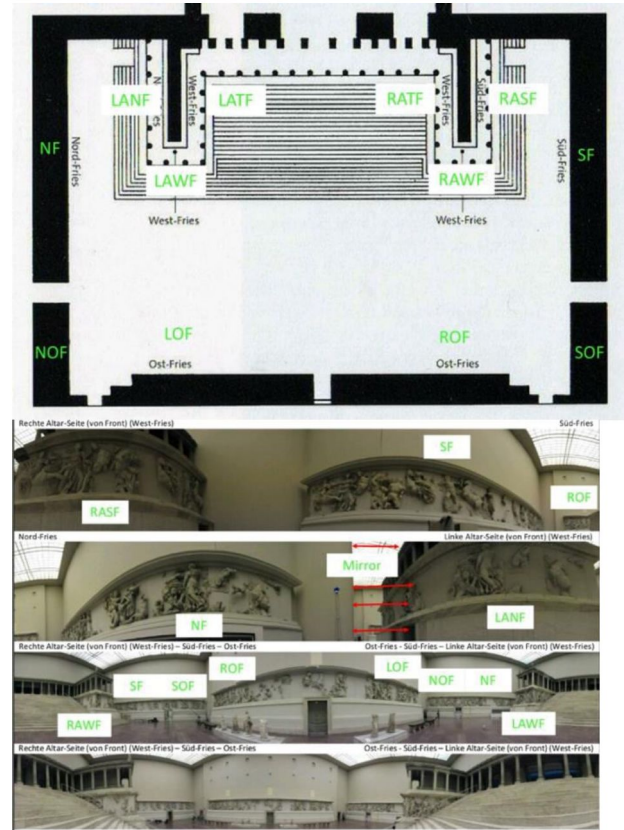 LANF
LATF
RATF
RASF
West-Fries
West-Fries
Süd-Fries
NF
Nord-Fries
Süd-Fries
SF
LAWF
RAWF
West-Fries
West-Fries
LOF
ROF
NOF
Ost-Fries
Ost-Fries
SOF
Rechte Altar-Seite (von Front) (West-Fries)
Süd-Fries
SF
ROF
RASF
Nord-Fries
Linke Altar-Seite (von Front) (West-Fries)
Mirror
NF
LANF
Rechte Altar-Seite (von Front) (West-Fries) – Süd-Fries – Ost-Fries
Ost-Fries - Süd-Fries – Linke Altar-Seite (von Front) (West-Fries)
ROF
LOF
SF
SOF
NOF
NF
RAWF
LAWF
Rechte Altar-Seite (von Front) (West-Fries) – Süd-Fries – Ost-Fries
Ost-Fries - Süd-Fries – Linke Altar-Seite (von Front) (West-Fries)